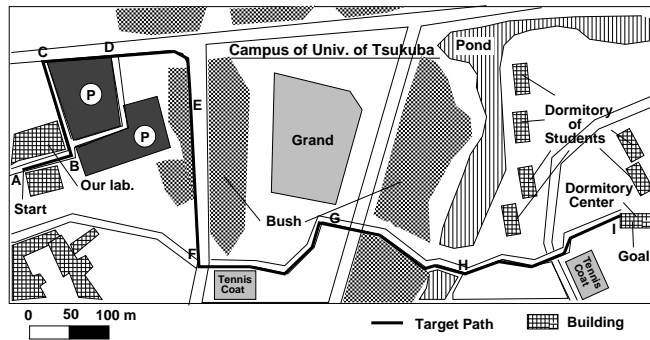 C
D
Campus of Univ. of Tsukuba
Pond
P
E
P
Grand
Dormitory
of
Students
A
B
Our lab.
Start
Bush
G
Dormitory
Center
I
Goal
F
H
Tennis
Coat
Tennis
Coat
0 50 100 m
Target Path
Building